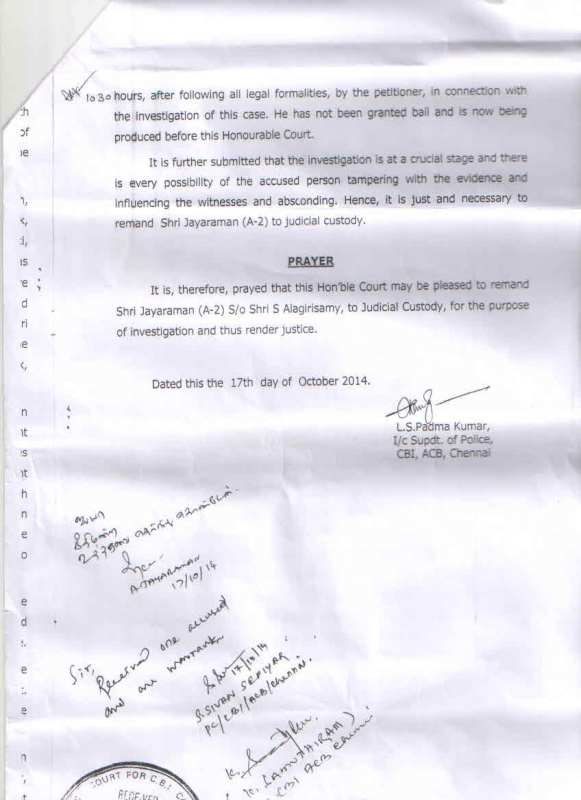 1030 hours, after following all legal formalities, by the petitioner, in connection with
the investigation of this case. He has not been granted bail and is now being
produced before this Honourable Court.
It is further submitted that the investigation is at a crucial stage and there
is every possibility of the accused person tampering with the evidence and
influencing the witnesses and absconding. Hence, it is just and necessary to
remand Shri Jayaraman (A-2) to judicial custody.
PRAYER
It is, therefore, prayed that this Hon'ble Court may be pleased to remand
Shri Jayaraman (A-2) S/o Shri S Alagirisamy, to Judicial Custody, for the purpose
of investigation and thus render justice.
Dated this the 17th day of October 2014.
L.S.Padma Kumar,
I/c Supdt. of Police,
CBI, ACB, Chennai
ஐயா
A.JAYARAMAN
17/10/14
Sir,
Received one accused
and one warrant
17/10/14
PC/CBI/ACB/Chennai.
CBI ACB
COURT FOR C.B.I.
RECEIVED